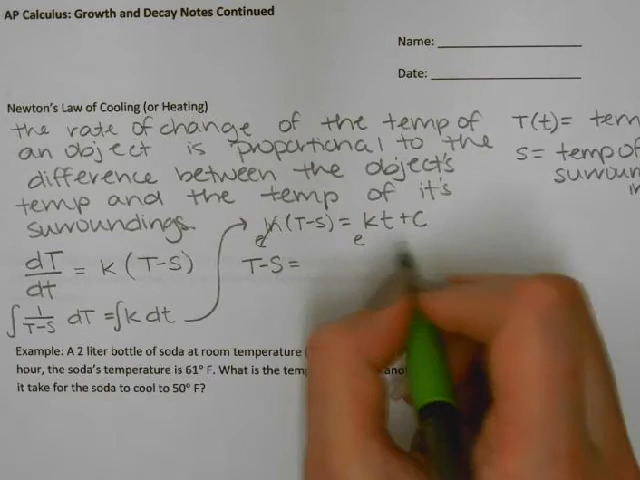 AP Calculus: Growth and Decay Notes Continued
Name:
Date:
Newton's Law of Cooling (or Heating)
the rate of change of the temp of
an object is proportional to the
difference between the object's
temp and the temp of it's
surroundings.
T(t) = tem
S = temp of
surroun
dT/dt = k (T-S)
∫ 1/T-S dT = ∫k dt
(T-S) = kt + C
e e
T-S =
Example: A 2 liter bottle of soda at room temperature
hour, the soda's temperature is 61° F. What is the tem
it take for the soda to cool to 50° F?